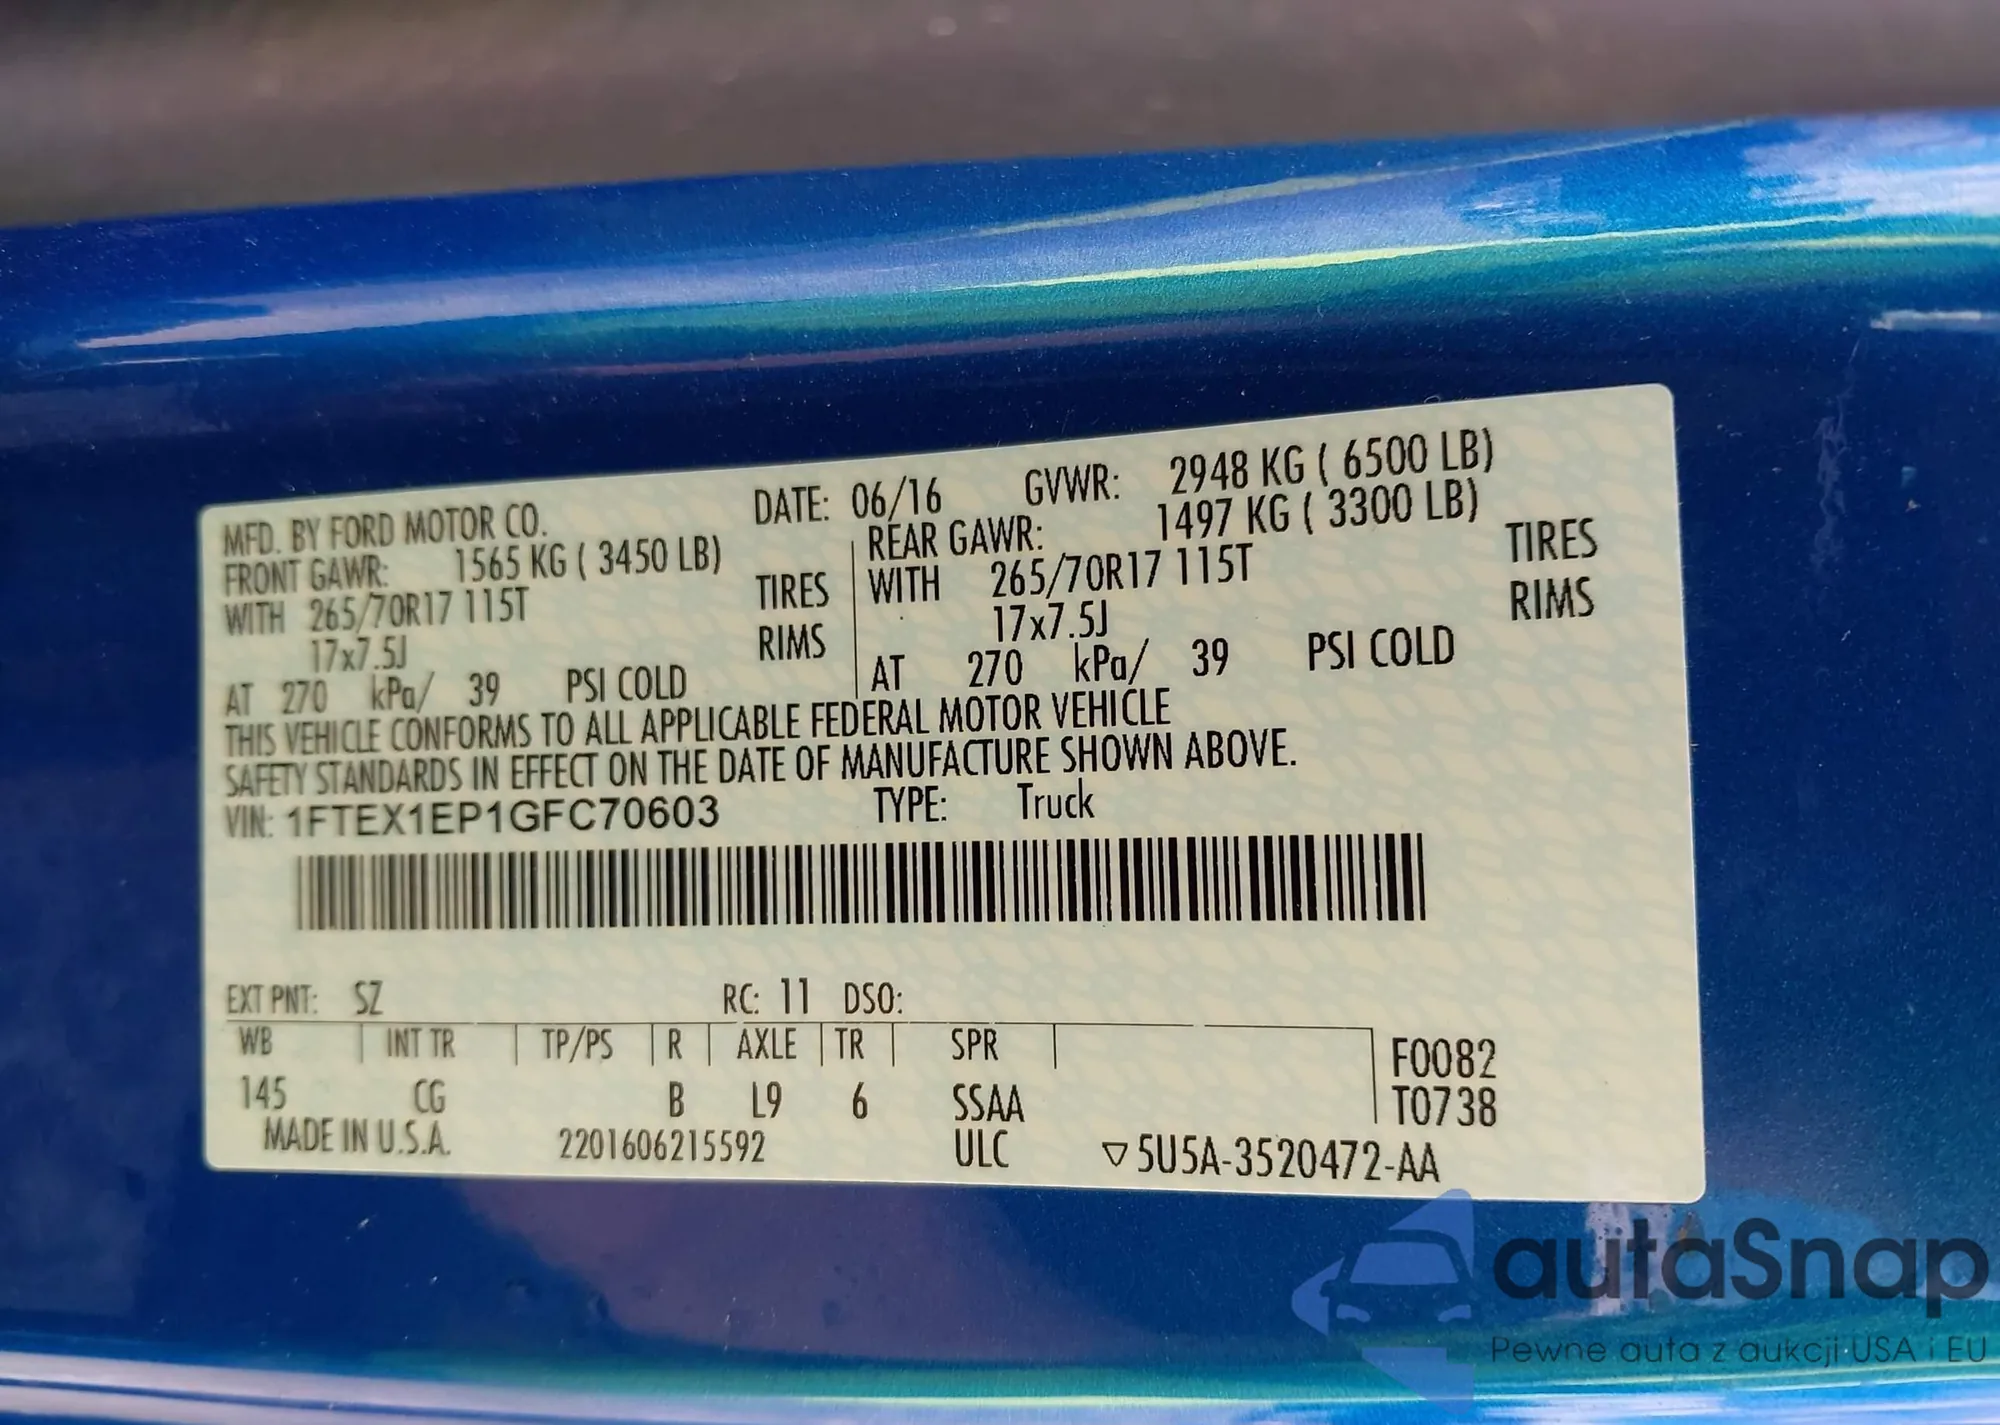 MFD. BY FORD MOTOR CO. DATE: 06/16 GVWR: 2948 KG ( 6500 LB)
FRONT GAWR: 1565 KG ( 3450 LB) REAR GAWR: 1497 KG ( 3300 LB)
WITH 265/70R17 115T TIRES WITH 265/70R17 115T TIRES
17x7.5J RIMS 17x7.5J RIMS
AT 270 kPa/ 39 PSI COLD AT 270 kPa/ 39 PSI COLD
THIS VEHICLE CONFORMS TO ALL APPLICABLE FEDERAL MOTOR VEHICLE
SAFETY STANDARDS IN EFFECT ON THE DATE OF MANUFACTURE SHOWN ABOVE.
VIN: 1FTEX1EP1GFC70603 TYPE: Truck
EXT PNT: SZ RC: 11 DSO:
WB INT TR TP/PS R AXLE TR SPR F0082
145 CG B L9 6 SSAA T0738
MADE IN U.S.A. 2201606215592 ULC ▽5U5A-3520472-AA
autaSnap
Pewne auta z aukcji USA i EU